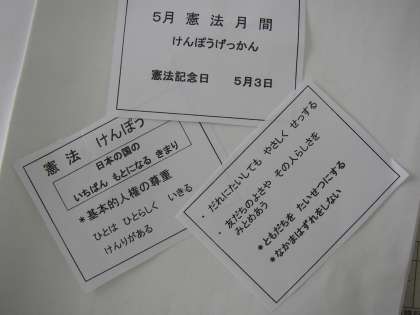 5月 憲法月間
けんぽうげっかん
憲法記念日 5月3日
憲法 けんぽう
日本の国の
いちばん もとになる きまり
*基本的人権の尊重
ひとは ひとらしく いきる
けんりがある
・だれにたいしても やさしく せっする
・友だちのよさや その人らしさを
みとめあう
*ともだちを たいせつにする
*なかまはずれをしない